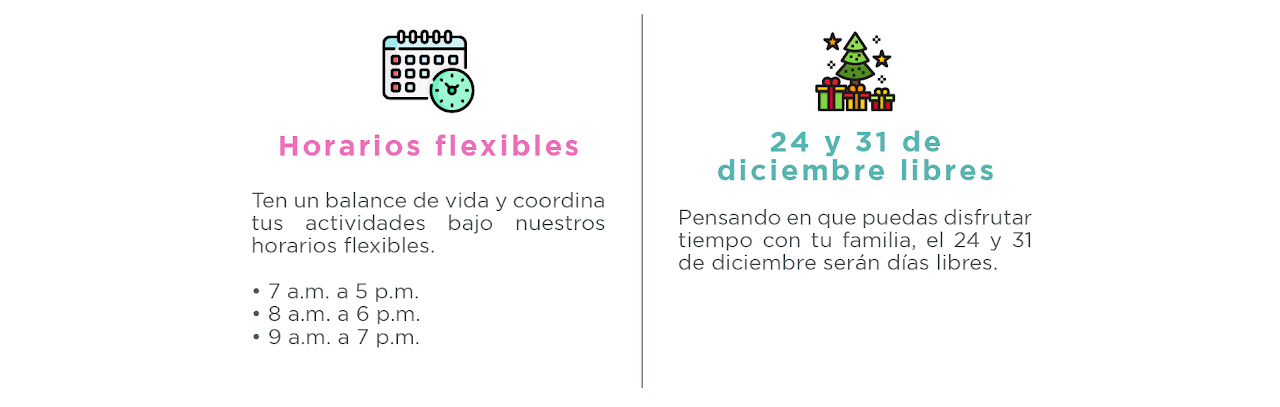 Horarios flexibles
Ten un balance de vida y coordina
tus actividades bajo nuestros
horarios flexibles.
• 7 a.m. a 5 p.m.
• 8 a.m. a 6 p.m.
• 9 a.m. a 7 p.m.
24 y 31 de
diciembre libres
Pensando en que puedas disfrutar
tiempo con tu familia, el 24 y 31
de diciembre serán días libres.